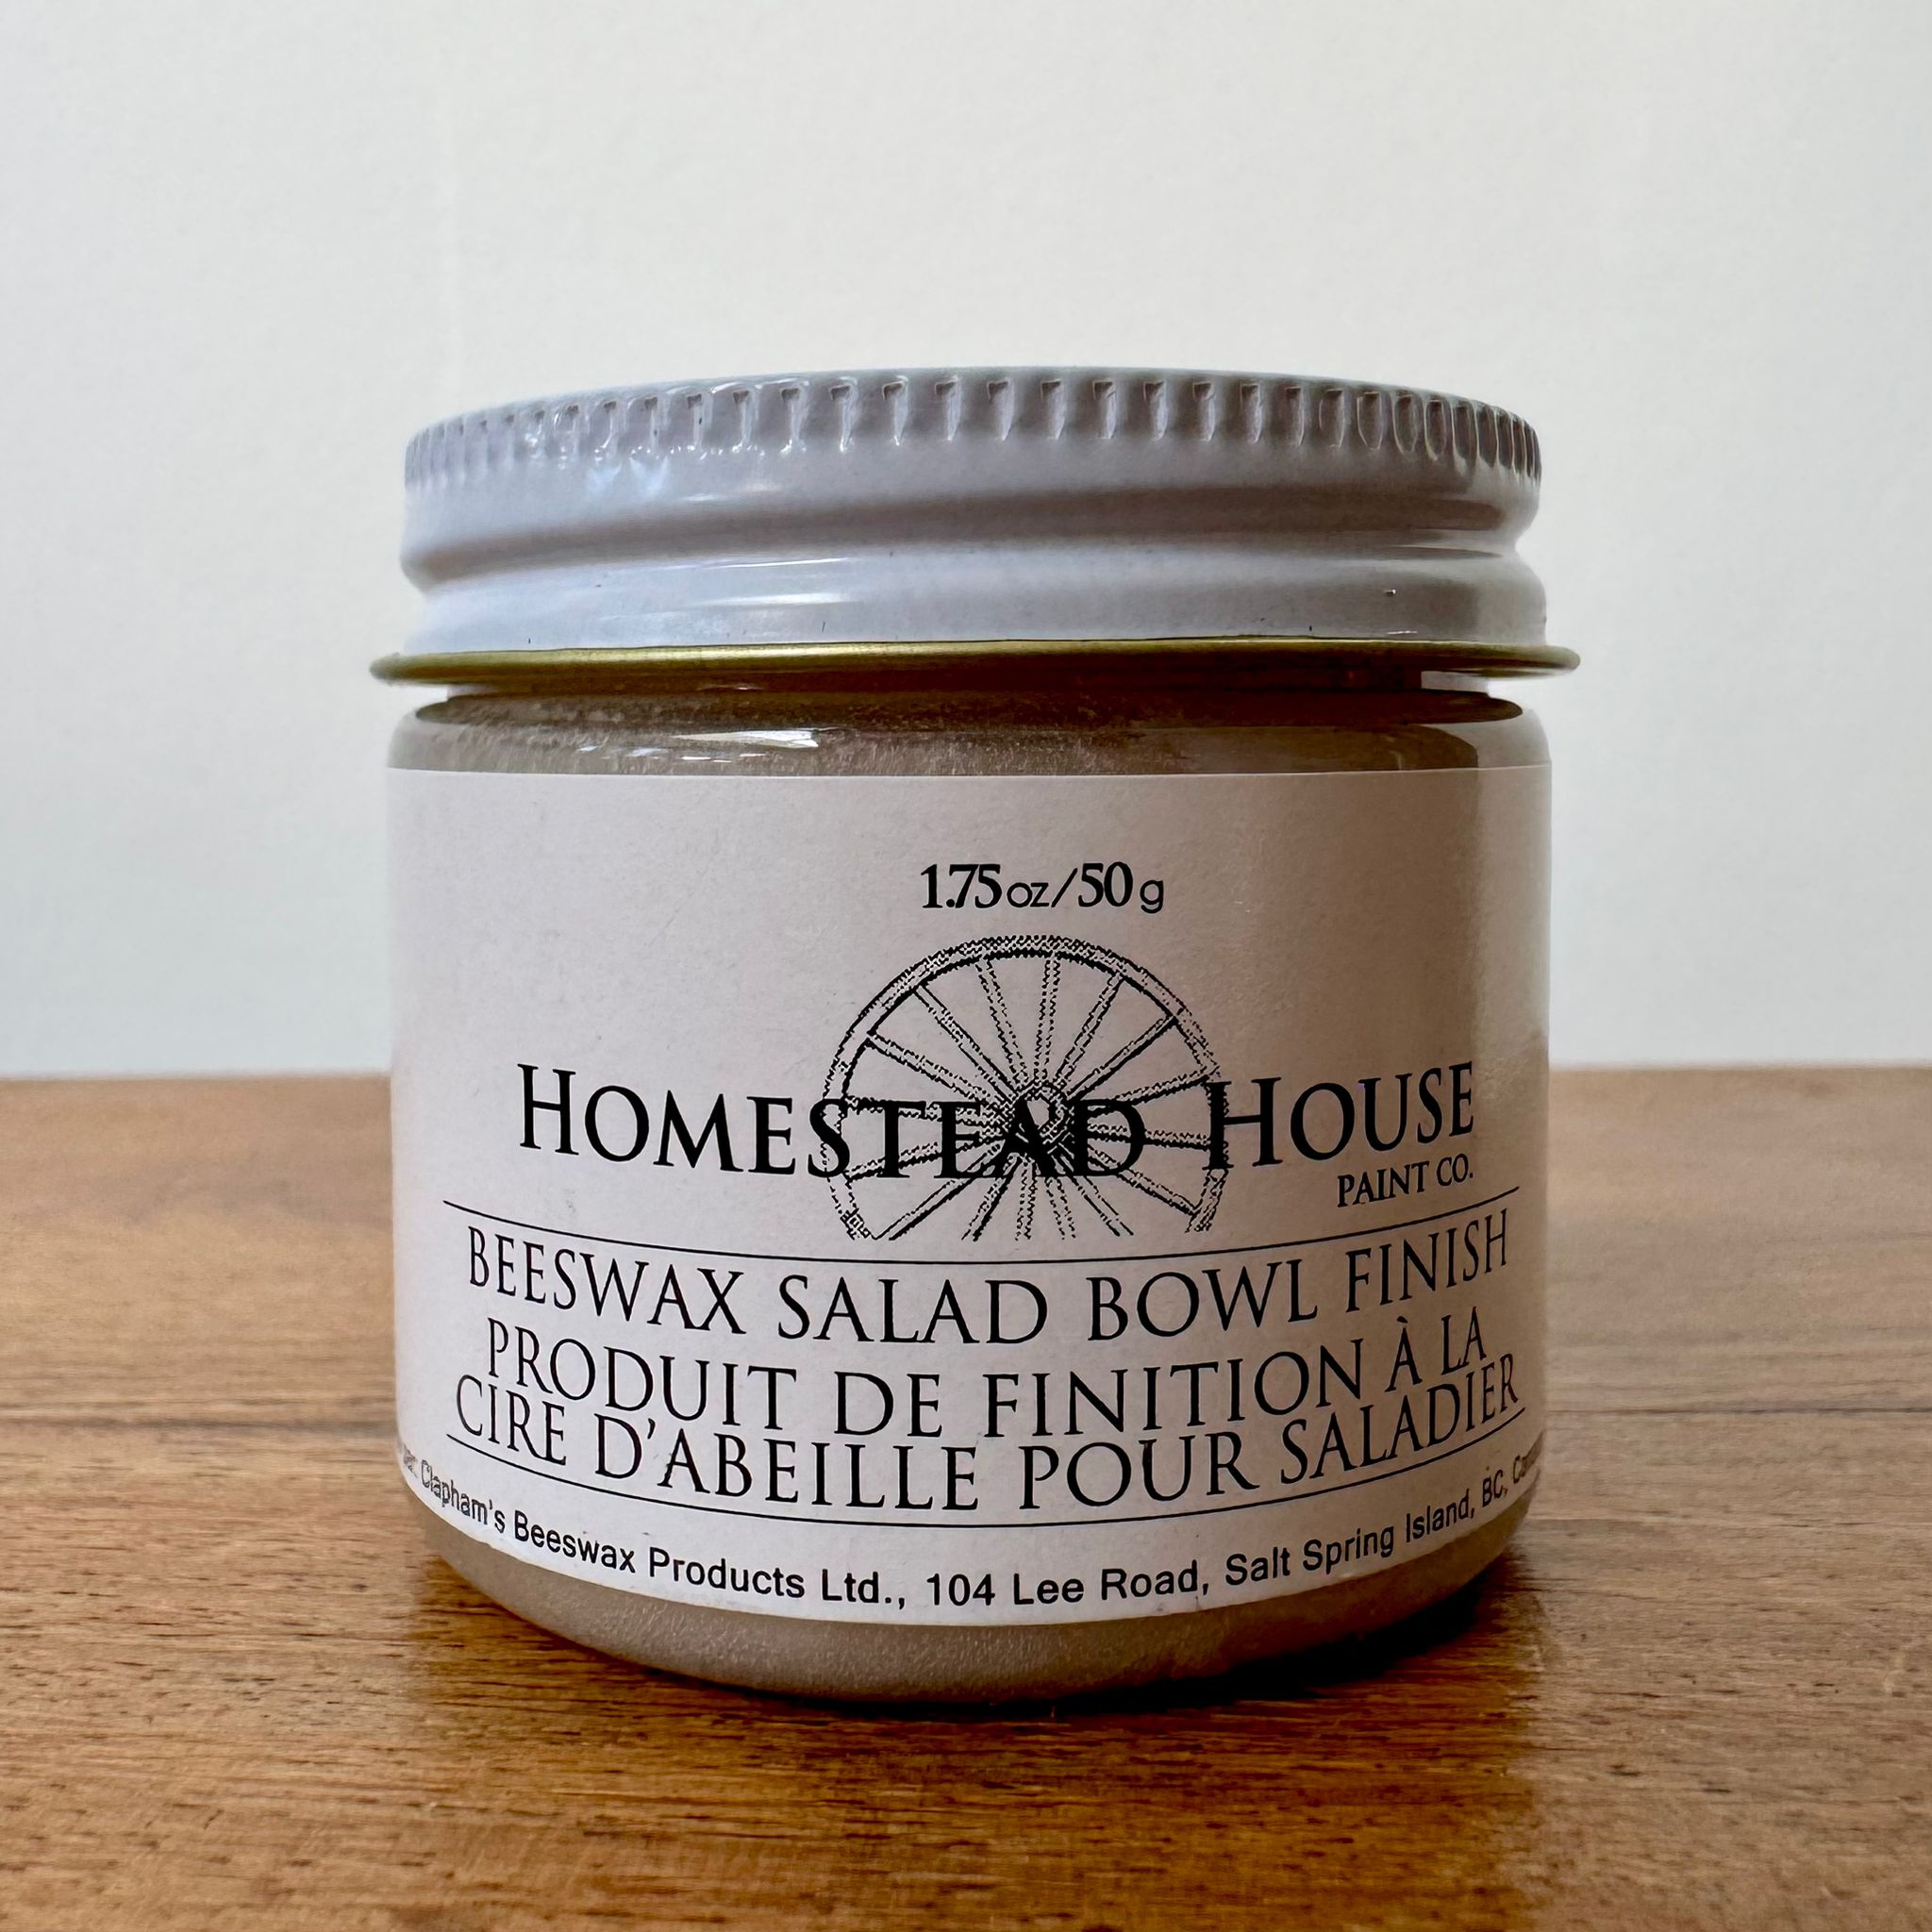 1.75 oz/50 g
HOMESTEAD HOUSE
PAINT CO.
BEESWAX SALAD BOWL FINISH
PRODUIT DE FINITION À LA
CIRE D'ABEILLE POUR SALADIER
Clapham's Beeswax Products Ltd., 104 Lee Road, Salt Spring Island, BC,